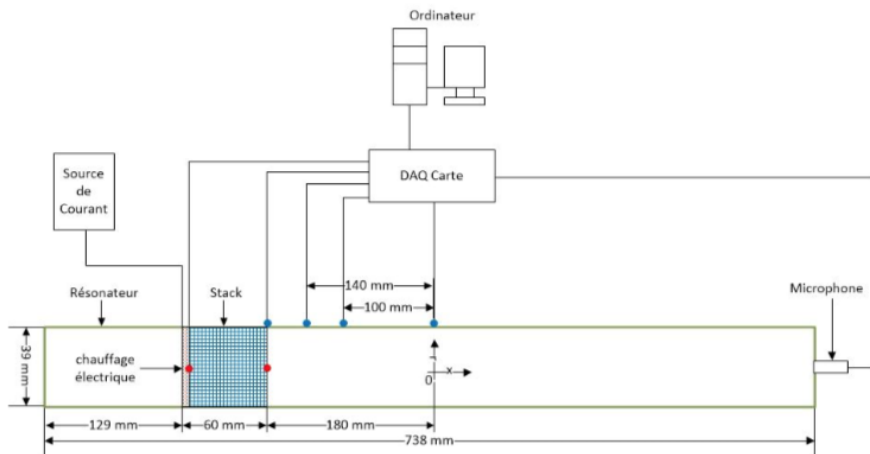 Ordinateur
DAQ Carte
Source
de
Courant
140 mm
100 mm
Résonateur
Stack
Microphone
39 mm
chauffage
électrique
r
0
x
129 mm
60 mm
180 mm
738 mm